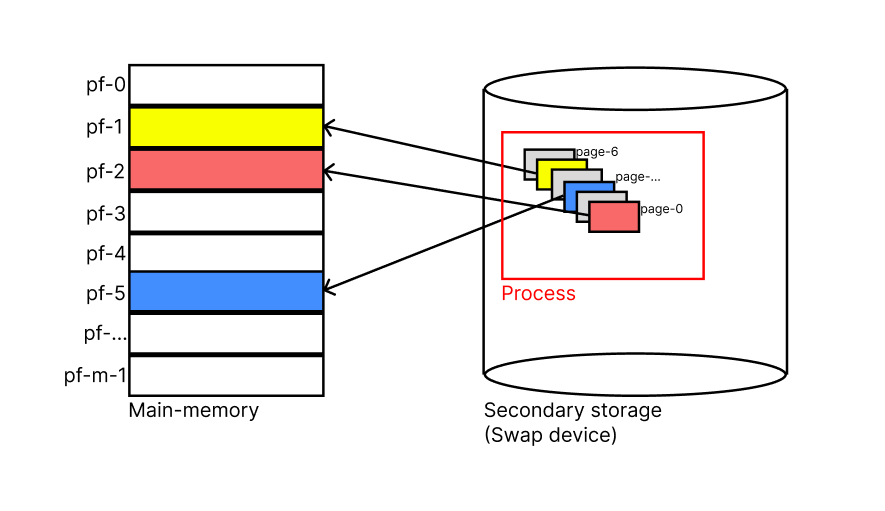 pf-0
pf-1
pf-2
pf-3
pf-4
pf-5
pf-...
pf-m-1
Main-memory
page-6
page-...
page-0
Process
Secondary storage
(Swap device)